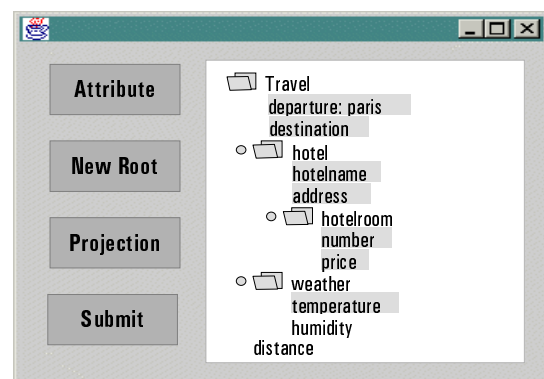 Attribute
New Root
Projection
Submit
Travel
departure: paris
destination
hotel
hotelname
address
hotelroom
number
price
weather
temperature
humidity
distance